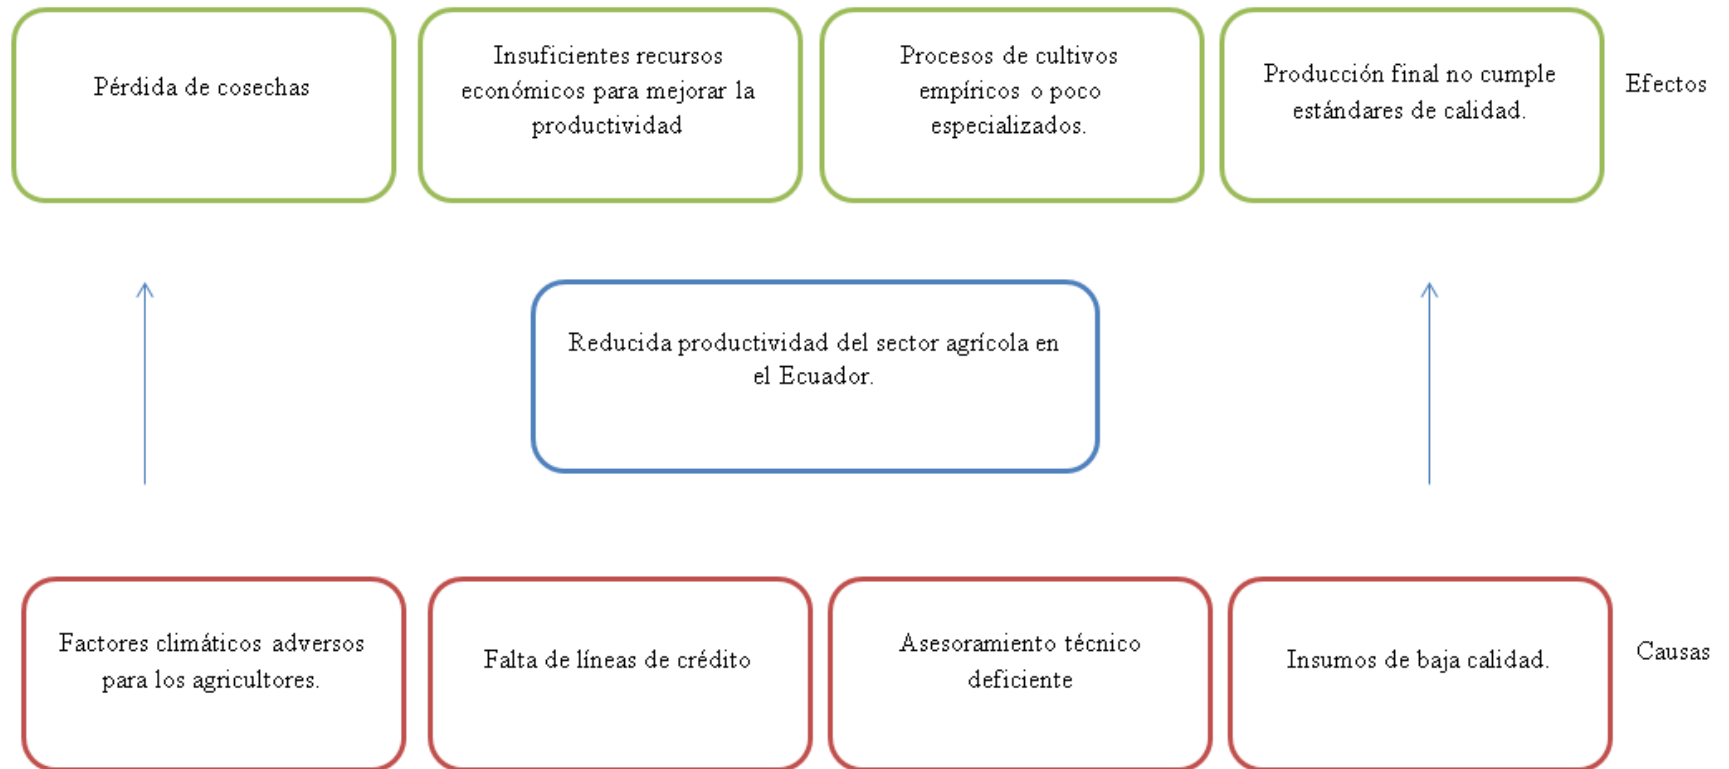 Pérdida de cosechas
Insuficientes recursos
económicos para mejorar la
productividad
Procesos de cultivos
empíricos o poco
especializados.
Producción final no cumple
estándares de calidad.
Efectos
Reducida productividad del sector agrícola en
el Ecuador.
Factores climáticos adversos
para los agricultores.
Falta de líneas de crédito
Asesoramiento técnico
deficiente
Insumos de baja calidad.
Causas